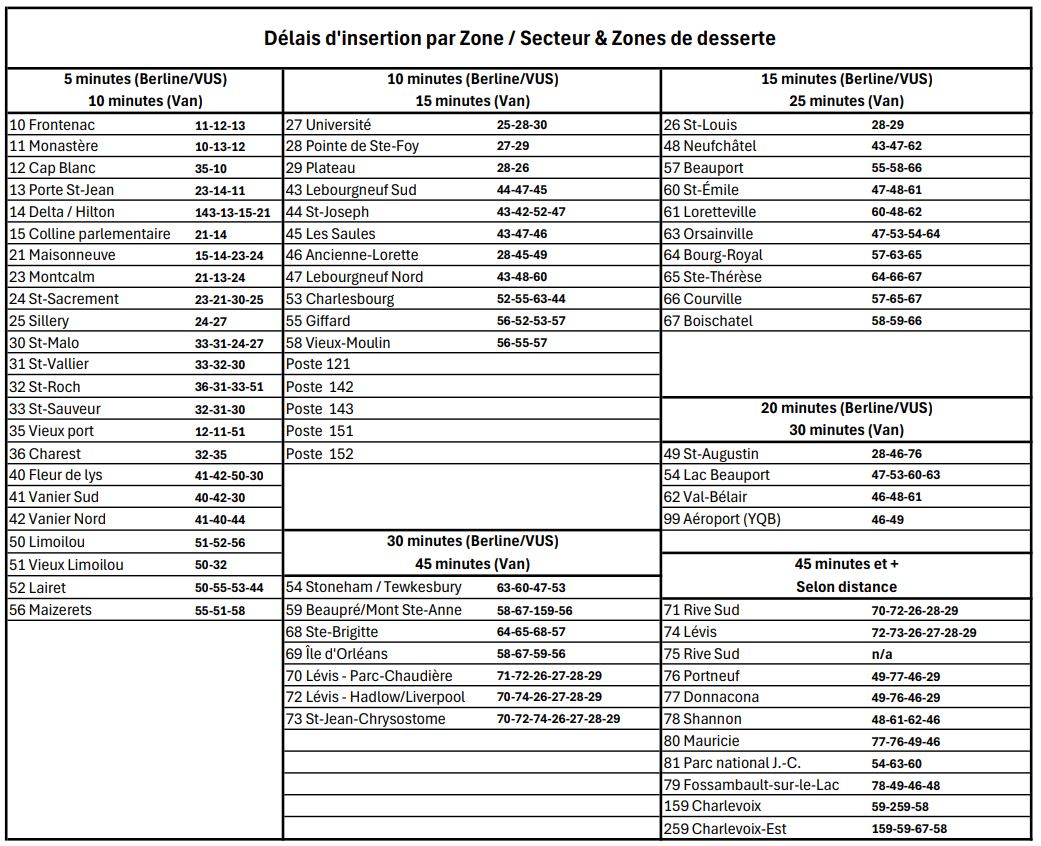 Délais d'insertion par Zone / Secteur & Zones de desserte
5 minutes (Berline/VUS)
10 minutes (Van)
10 Frontenac 11-12-13
11 Monastère 10-13-12
12 Cap Blanc 35-10
13 Porte St-Jean 23-14-11
14 Delta / Hilton 143-13-15-21
15 Colline parlementaire 21-14
21 Maisonneuve 15-14-23-24
23 Montcalm 21-13-24
24 St-Sacrement 23-21-30-25
25 Sillery 24-27
30 St-Malo 33-31-24-27
31 St-Vallier 33-32-30
32 St-Roch 36-31-33-51
33 St-Sauveur 32-31-30
35 Vieux port 12-11-51
36 Charest 32-35
40 Fleur de lys 41-42-50-30
41 Vanier Sud 40-42-30
42 Vanier Nord 41-40-44
50 Limoilou 51-52-56
51 Vieux Limoilou 50-32
52 Lairet 50-55-53-44
56 Maizerets 55-51-58
10 minutes (Berline/VUS)
15 minutes (Van)
27 Université 25-28-30
28 Pointe de Ste-Foy 27-29
29 Plateau 28-26
43 Lebourgneuf Sud 44-47-45
44 St-Joseph 43-42-52-47
45 Les Saules 43-47-46
46 Ancienne-Lorette 28-45-49
47 Lebourgneuf Nord 43-48-60
53 Charlesbourg 52-55-63-44
55 Giffard 56-52-53-57
58 Vieux-Moulin 56-55-57
Poste 121
Poste 142
Poste 143
Poste 151
Poste 152
30 minutes (Berline/VUS)
45 minutes (Van)
54 Stoneham / Tewkesbury 63-60-47-53
59 Beaupré/Mont Ste-Anne 58-67-159-56
68 Ste-Brigitte 64-65-68-57
69 Île d'Orléans 58-67-59-56
70 Lévis - Parc-Chaudière 71-72-26-27-28-29
72 Lévis - Hadlow/Liverpool 70-74-26-27-28-29
73 St-Jean-Chrysostome 70-72-74-26-27-28-29
15 minutes (Berline/VUS)
25 minutes (Van)
26 St-Louis 28-29
48 Neufchâtel 43-47-62
57 Beauport 55-58-66
60 St-Émile 47-48-61
61 Loretteville 60-48-62
63 Orsainville 47-53-54-64
64 Bourg-Royal 57-63-65
65 Ste-Thérèse 64-66-67
66 Courville 57-65-67
67 Boischatel 58-59-66
20 minutes (Berline/VUS)
30 minutes (Van)
49 St-Augustin 28-46-76
54 Lac Beauport 47-53-60-63
62 Val-Bélair 46-48-61
99 Aéroport (YQB) 46-49
45 minutes et +
Selon distance
71 Rive Sud 70-72-26-28-29
74 Lévis 72-73-26-27-28-29
75 Rive Sud n/a
76 Portneuf 49-77-46-29
77 Donnacona 49-76-46-29
78 Shannon 48-61-62-46
80 Mauricie 77-76-49-46
81 Parc national J.-C. 54-63-60
79 Fossambault-sur-le-Lac 78-49-46-48
159 Charlevoix 59-259-58
259 Charlevoix-Est 159-59-67-58